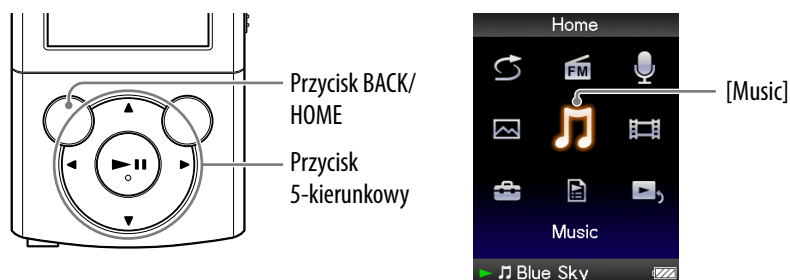 Przycisk BACK/
HOME
Przycisk
5-kierunkowy
Home
FM
[Music]
Music
Blue Sky